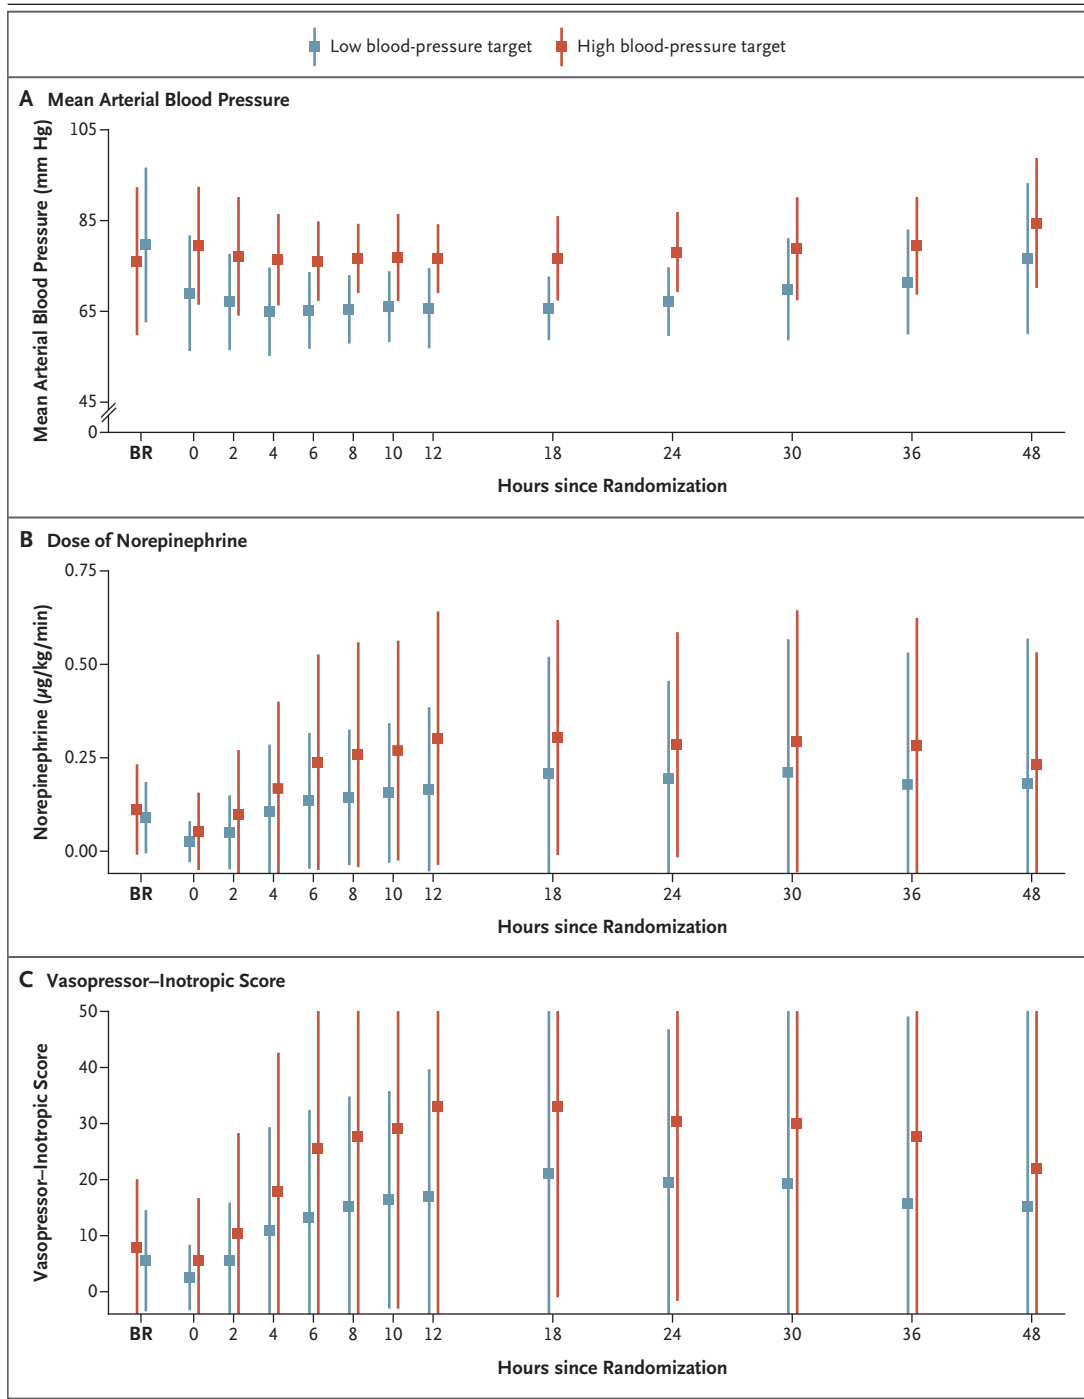 Low blood-pressure target High blood-pressure target
A Mean Arterial Blood Pressure
Mean Arterial Blood Pressure (mm Hg)
105
85
65
45
0
BR 0 2 4 6 8 10 12 18 24 30 36 48
Hours since Randomization
B Dose of Norepinephrine
Norepinephrine (µg/kg/min)
0.75
0.50
0.25
0.00
BR 0 2 4 6 8 10 12 18 24 30 36 48
Hours since Randomization
C Vasopressor–Inotropic Score
Vasopressor–Inotropic Score
50
40
30
20
10
0
BR 0 2 4 6 8 10 12 18 24 30 36 48
Hours since Randomization